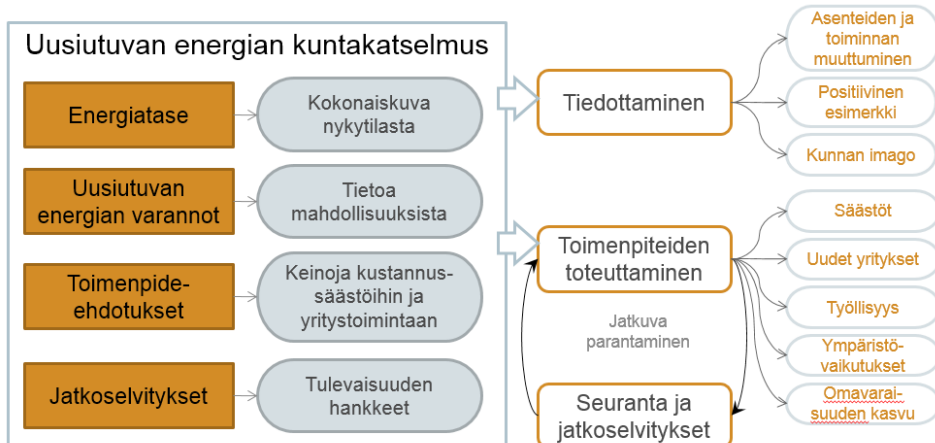 Uusiutuvan energian kuntakatselmus
Energiatase
Kokonaiskuva
nykytilasta
Uusiutuvan
energian varannot
Tietoa
mahdollisuuksista
Toimenpide-
ehdotukset
Keinoja kustannus-
säästöihin ja
yritystoimintaan
Jatkoselvitykset
Tulevaisuuden
hankkeet
Tiedottaminen
Asenteiden ja
toiminnan
muuttuminen
Positiivinen
esimerkki
Kunnan imago
Toimenpiteiden
toteuttaminen
Säästöt
Uudet yritykset
Työllisyys
Ympäristö-
vaikutukset
Omavarai-
suuden kasvu
Jatkuva
parantaminen
Seuranta ja
jatkoselvitykset